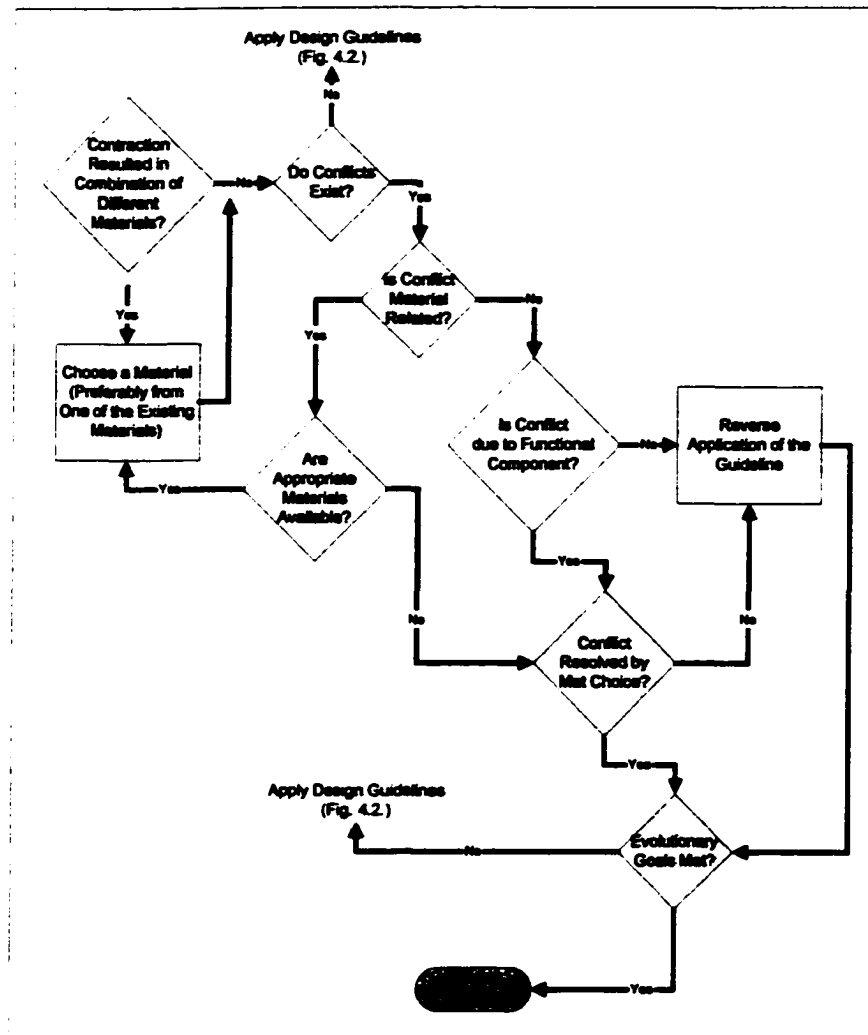 Apply Design Guidelines
(Fig. 4.2.)
No
Contraction
Resulted in
Combination of
Different
Materials?
No
Do Conflicts
Exist?
Yes
Is Conflict
Material
Related?
No
Yes
Yes
Choose a Material
(Preferably from
One of the Existing
Materials)
Is Conflict
due to Functional
Component?
No
Reverse
Application of the
Guideline
Are
Appropriate
Materials
Available?
Yes
Yes
No
No
Conflict
Resolved by
Mat Choice?
Yes
Apply Design Guidelines
(Fig. 4.2.)
Evolutionary
Goals Met?
No
Yes